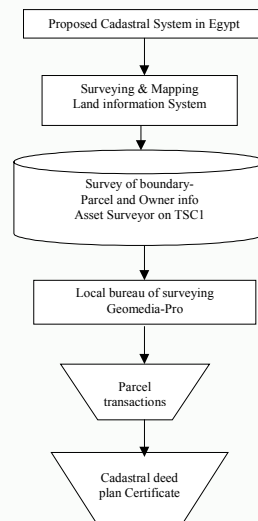 Proposed Cadastral System in Egypt
Surveying & Mapping
Land information System
Survey of boundary-
Parcel and Owner info
Asset Surveyor on TSC1
Local bureau of surveying
Geomedia-Pro
Parcel
transactions
Cadastral deed
plan Certificate